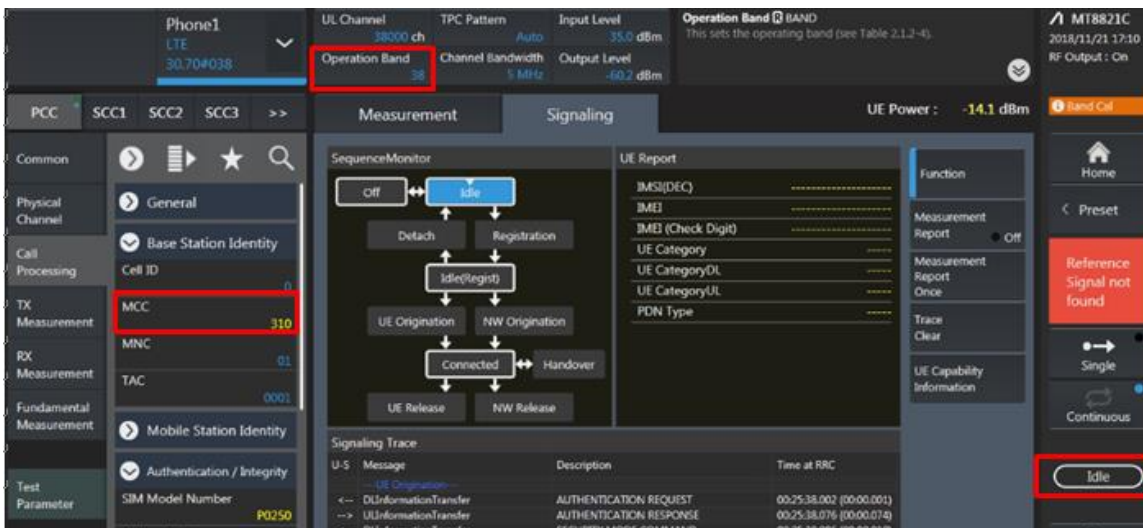 Phone1
LTE
30.70#038
UL Channel
38000 ch
TPC Pattern
Auto
Input Level
35.0 dBm
Operation Band
38
Channel Bandwidth
5 MHz
Output Level
-60.2 dBm
Operation Band R BAND
This sets the operating band (see Table 2.1.2-4).
MT8821C
2018/11/21 17:10
RF Output : On
PCC
SCC1
SCC2
SCC3
>>
Measurement
Signaling
UE Power : -14.1 dBm
Band Cal
Common
Physical
Channel
Call
Processing
TX
Measurement
RX
Measurement
Fundamental
Measurement
Test
Parameter
General
Base Station Identity
Cell ID
0
MCC
310
MNC
01
TAC
0001
Mobile Station Identity
Authentication / Integrity
SIM Model Number
P0250
SequenceMonitor
Off
Idle
Detach
Registration
Idle(Regist)
UE Origination
NW Origination
Connected
Handover
UE Release
NW Release
UE Report
IMSI(DEC) --------------------
IMEI --------------------
IMEI (Check Digit) --------------------
UE Category -----
UE CategoryDL -----
UE CategoryUL -----
PDN Type -----
Signaling Trace
U-S Message Description Time at RRC
---UE Origination---
<-- DLInformationTransfer AUTHENTICATION REQUEST 00:25:38.002 (00:00.001)
--> ULInformationTransfer AUTHENTICATION RESPONSE 00:25:38.076 (00:00.074)
Function
Measurement
Report
Off
Measurement
Report
Once
Trace
Clear
UE Capability
Information
Home
< Preset
Reference
Signal not
found
Single
Continuous
Idle